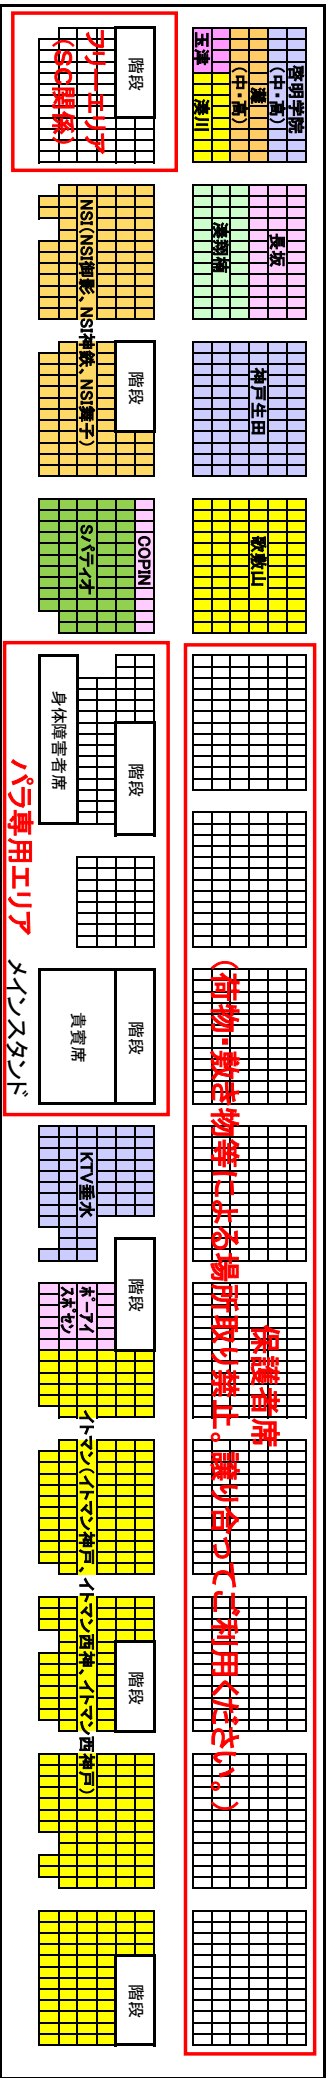 啓明学院
(中・高)
灘
(中・高)
玉津
湊川
長坂
湊翔楠
神戸生田
歌敷山
保護者席
(荷物・敷き物等による場所取り禁止。譲り合ってご利用ください。)
階段
フリーエリア
(SC関係)
NSI(NSI御影、NSI神鉄、NSI舞子)
階段
COPIN
Sパティオ
階段
身体障害者席
パラ専用エリア
階段
貴賓席
メインスタンド
KTV垂水
階段
ポーアイ
スポセン
イトマン(イトマン神戸、イトマン西神、イトマン西神戸)
階段
階段